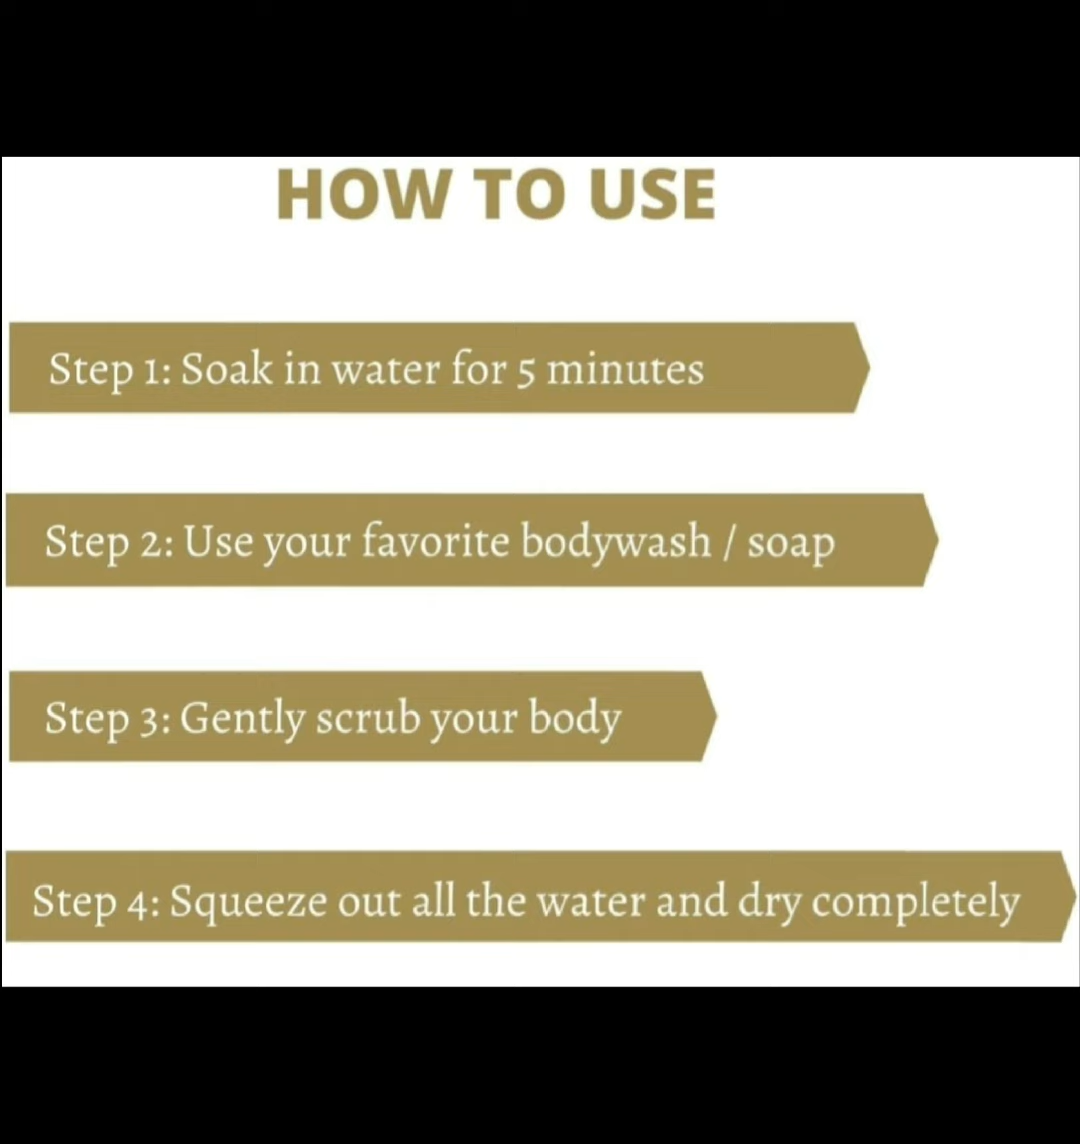 HOW TO USE
Step 1: Soak in water for 5 minutes
Step 2: Use your favorite bodywash / soap
Step 3: Gently scrub your body
Step 4: Squeeze out all the water and dry completely